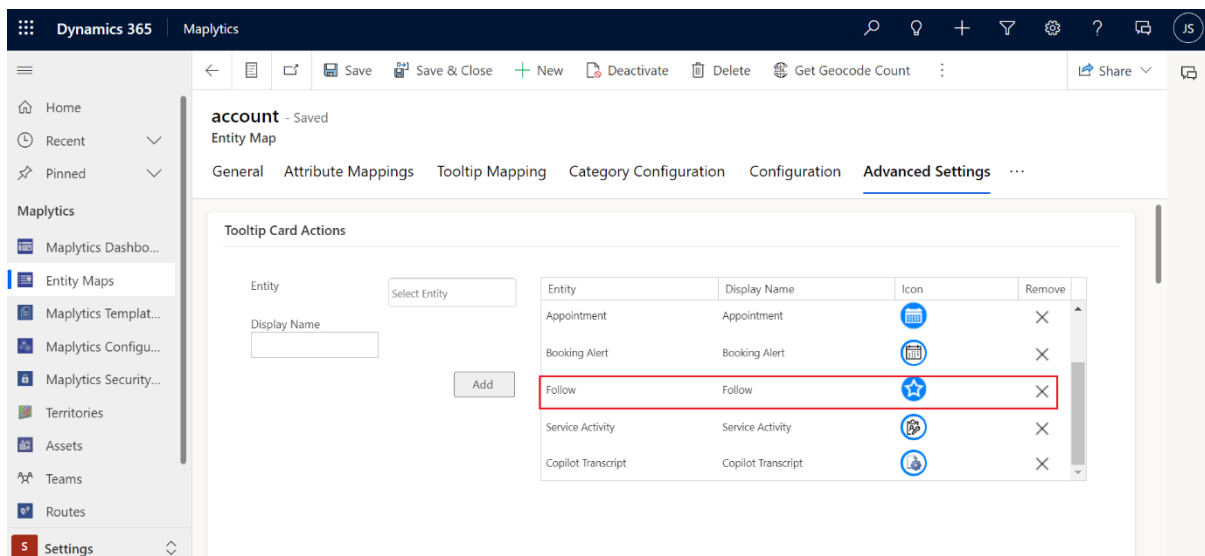 Dynamics 365 Maplytics JS
Save Save & Close New Deactivate Delete Get Geocode Count Share
Home
Recent
Pinned
Maplytics
Maplytics Dashbo...
Entity Maps
Maplytics Templat...
Maplytics Configu...
Maplytics Security...
Territories
Assets
Teams
Routes
S Settings
account - Saved
Entity Map
General Attribute Mappings Tooltip Mapping Category Configuration Configuration Advanced Settings ...
Tooltip Card Actions
Entity Select Entity
Display Name
Add
Entity Display Name Icon Remove
Appointment Appointment
Booking Alert Booking Alert
Follow Follow
Service Activity Service Activity
Copilot Transcript Copilot Transcript